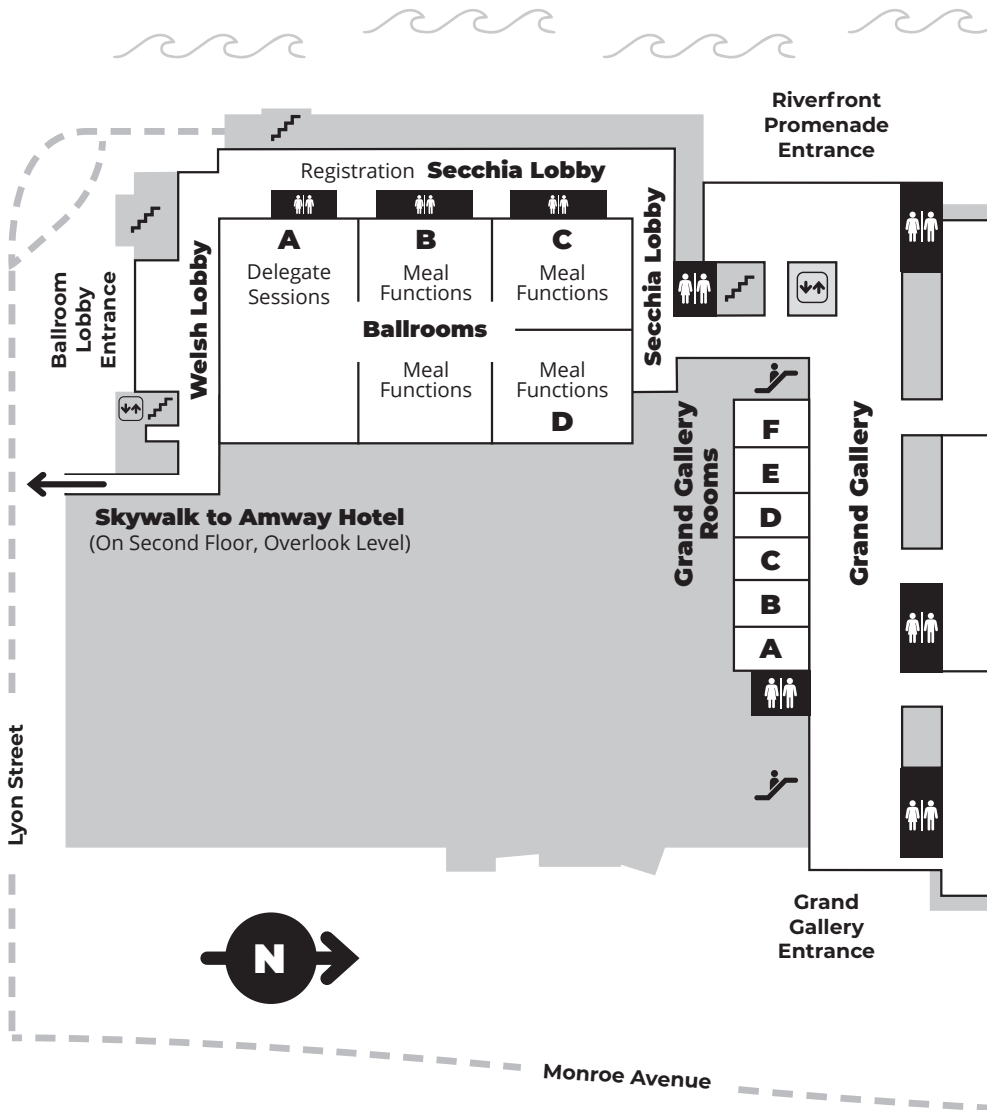 Riverfront
Promenade
Entrance
Registration Secchia Lobby
A
Delegate
Sessions
B
Meal
Functions
C
Meal
Functions
Secchia Lobby
Ballroom
Lobby
Entrance
Welsh Lobby
Ballrooms
Meal
Functions
Meal
Functions
D
Grand Gallery
Rooms
F
E
D
C
B
A
Grand Gallery
Skywalk to Amway Hotel
(On Second Floor, Overlook Level)
Lyon Street
Grand
Gallery
Entrance
N
Monroe Avenue